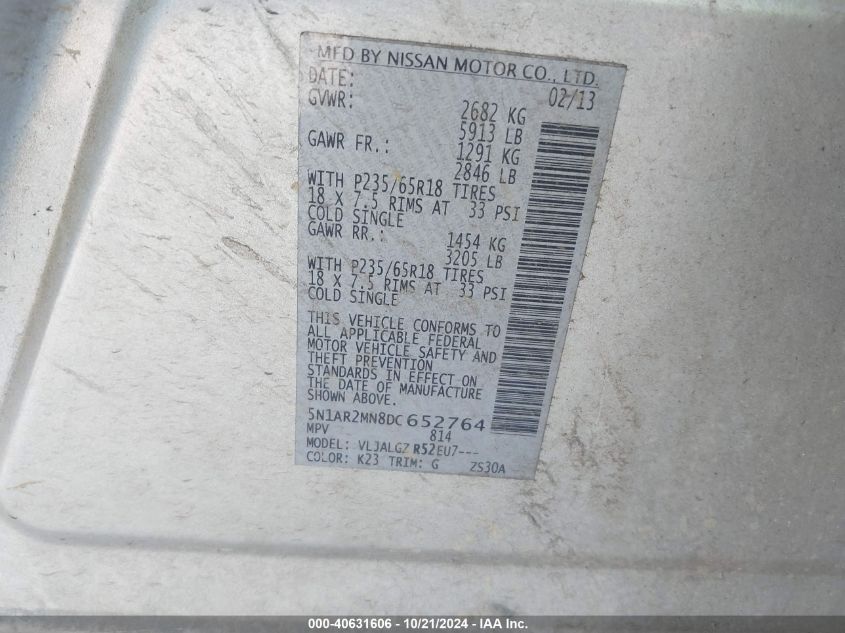 MFD BY NISSAN MOTOR CO., LTD.
DATE: 02/13
GVWR: 2682 KG
5913 LB
GAWR FR.: 1291 KG
2846 LB
WITH P235/65R18 TIRES
18 X 7.5 RIMS AT 33 PSI
COLD SINGLE
GAWR RR.: 1454 KG
3205 LB
WITH P235/65R18 TIRES
18 X 7.5 RIMS AT 33 PSI
COLD SINGLE
THIS VEHICLE CONFORMS TO
ALL APPLICABLE FEDERAL
MOTOR VEHICLE SAFETY AND
THEFT PREVENTION
STANDARDS IN EFFECT ON
THE DATE OF MANUFACTURE
SHOWN ABOVE.
5N1AR2MN8DC652764
MPV 814
MODEL: VLJALGZ R52EU7---
COLOR: K23 TRIM: G ZS30A
000-40631606 - 10/21/2024 - IAA Inc.